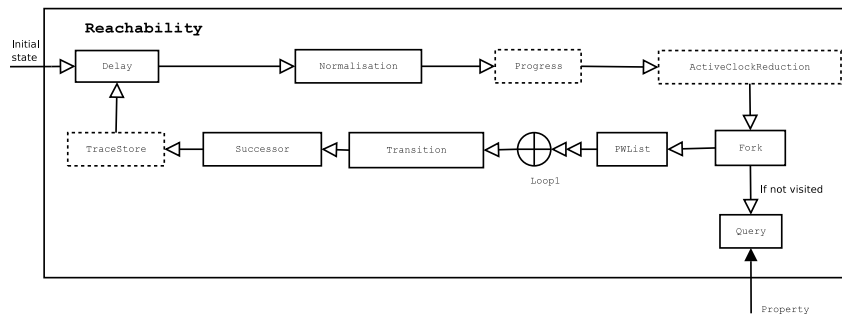 Reachability
Initial
state
Delay
Normalisation
Progress
ActiveClockReduction
TraceStore
Successor
Transition
Loop1
PWList
Fork
If not visited
Query
Property